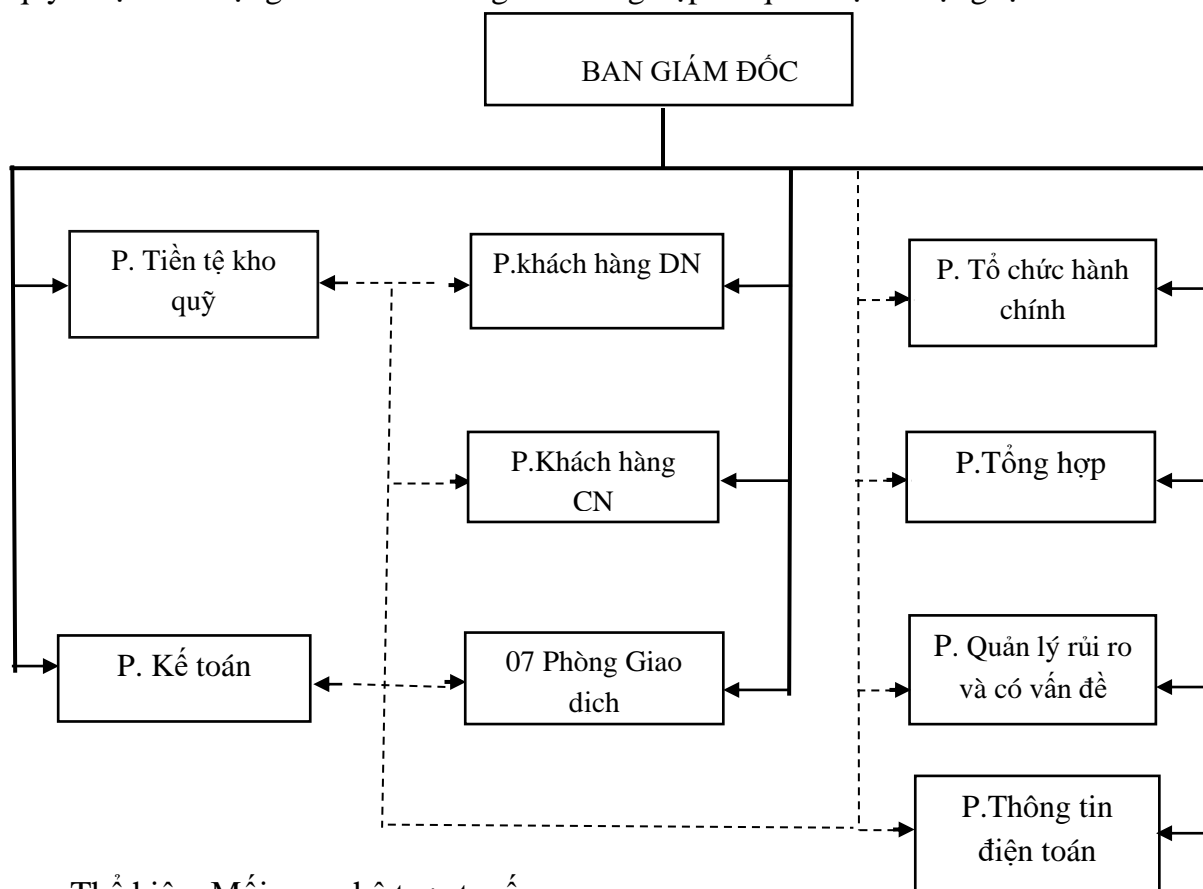 BAN GIÁM ĐỐC
P. Tiền tệ kho
quỹ
P.khách hàng DN
P. Tổ chức hành
chính
P.Khách hàng
CN
P.Tổng hợp
P. Kế toán
07 Phòng Giao
dich
P. Quản lý rủi ro
và có vấn đề
P.Thông tin
điện toán